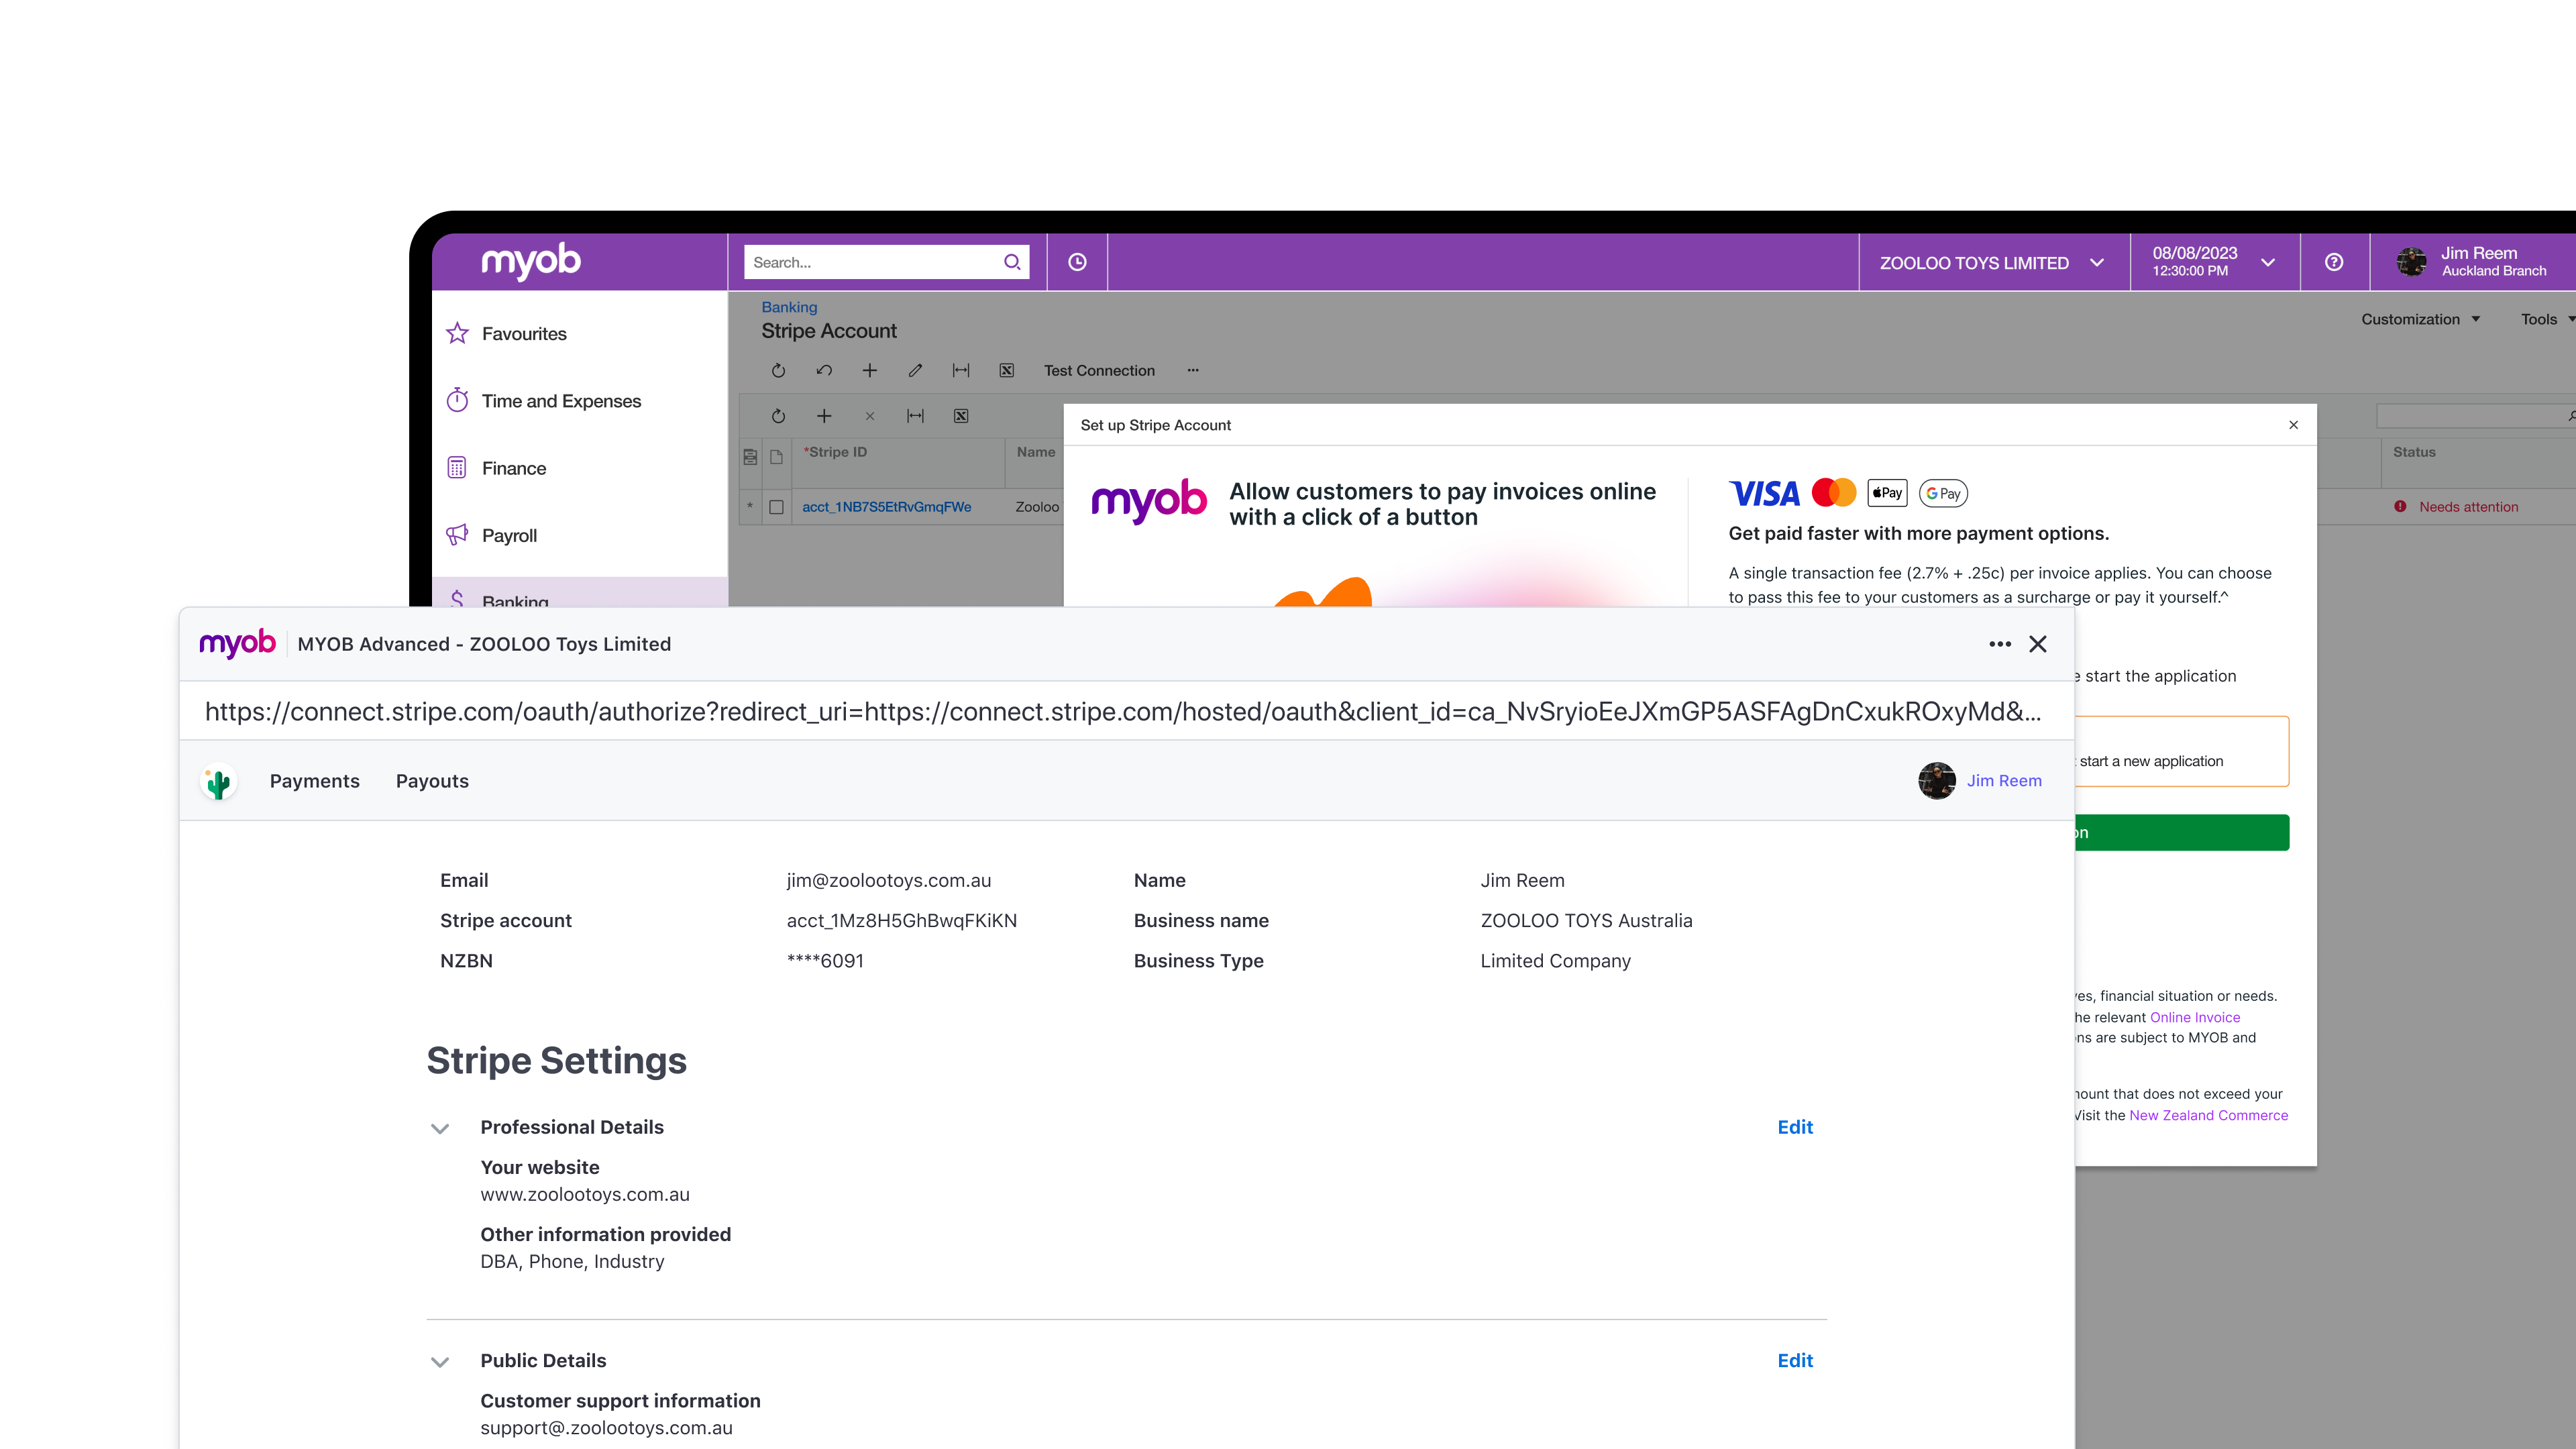 myob
Search...
ZOOLOO TOYS LIMITED
08/08/2023
12:30:00 PM
Jim Reem
Auckland Branch
Favourites
Time and Expenses
Finance
Payroll
Banking
Banking
Stripe Account
Customization
Tools
Test Connection
*Stripe ID
Name
Status
* acct_1NB7S5EtRvGmqFWe
Zooloo
Needs attention
Set up Stripe Account
myob
Allow customers to pay invoices online
with a click of a button
VISA
Pay
G Pay
Get paid faster with more payment options.
A single transaction fee (2.7% + .25c) per invoice applies. You can choose
to pass this fee to your customers as a surcharge or pay it yourself.^
start the application
start a new application
on
financial situation or needs.
relevant Online Invoice
are subject to MYOB and
that does not exceed your
Visit the New Zealand Commerce
myob
MYOB Advanced - ZOOLOO Toys Limited
https://connect.stripe.com/oauth/authorize?redirect_uri=https://connect.stripe.com/hosted/oauth&client_id=ca_NvSryioEeJXmGP5ASFAgDnCxukROxyMd&...
Payments
Payouts
Jim Reem
Email
jim@zoolootoys.com.au
Name
Jim Reem
Stripe account
acct_1Mz8H5GhBwqFKiKN
Business name
ZOOLOO TOYS Australia
NZBN
****6091
Business Type
Limited Company
Stripe Settings
Professional Details
Edit
Your website
www.zoolootoys.com.au
Other information provided
DBA, Phone, Industry
Public Details
Edit
Customer support information
support@.zoolootoys.com.au